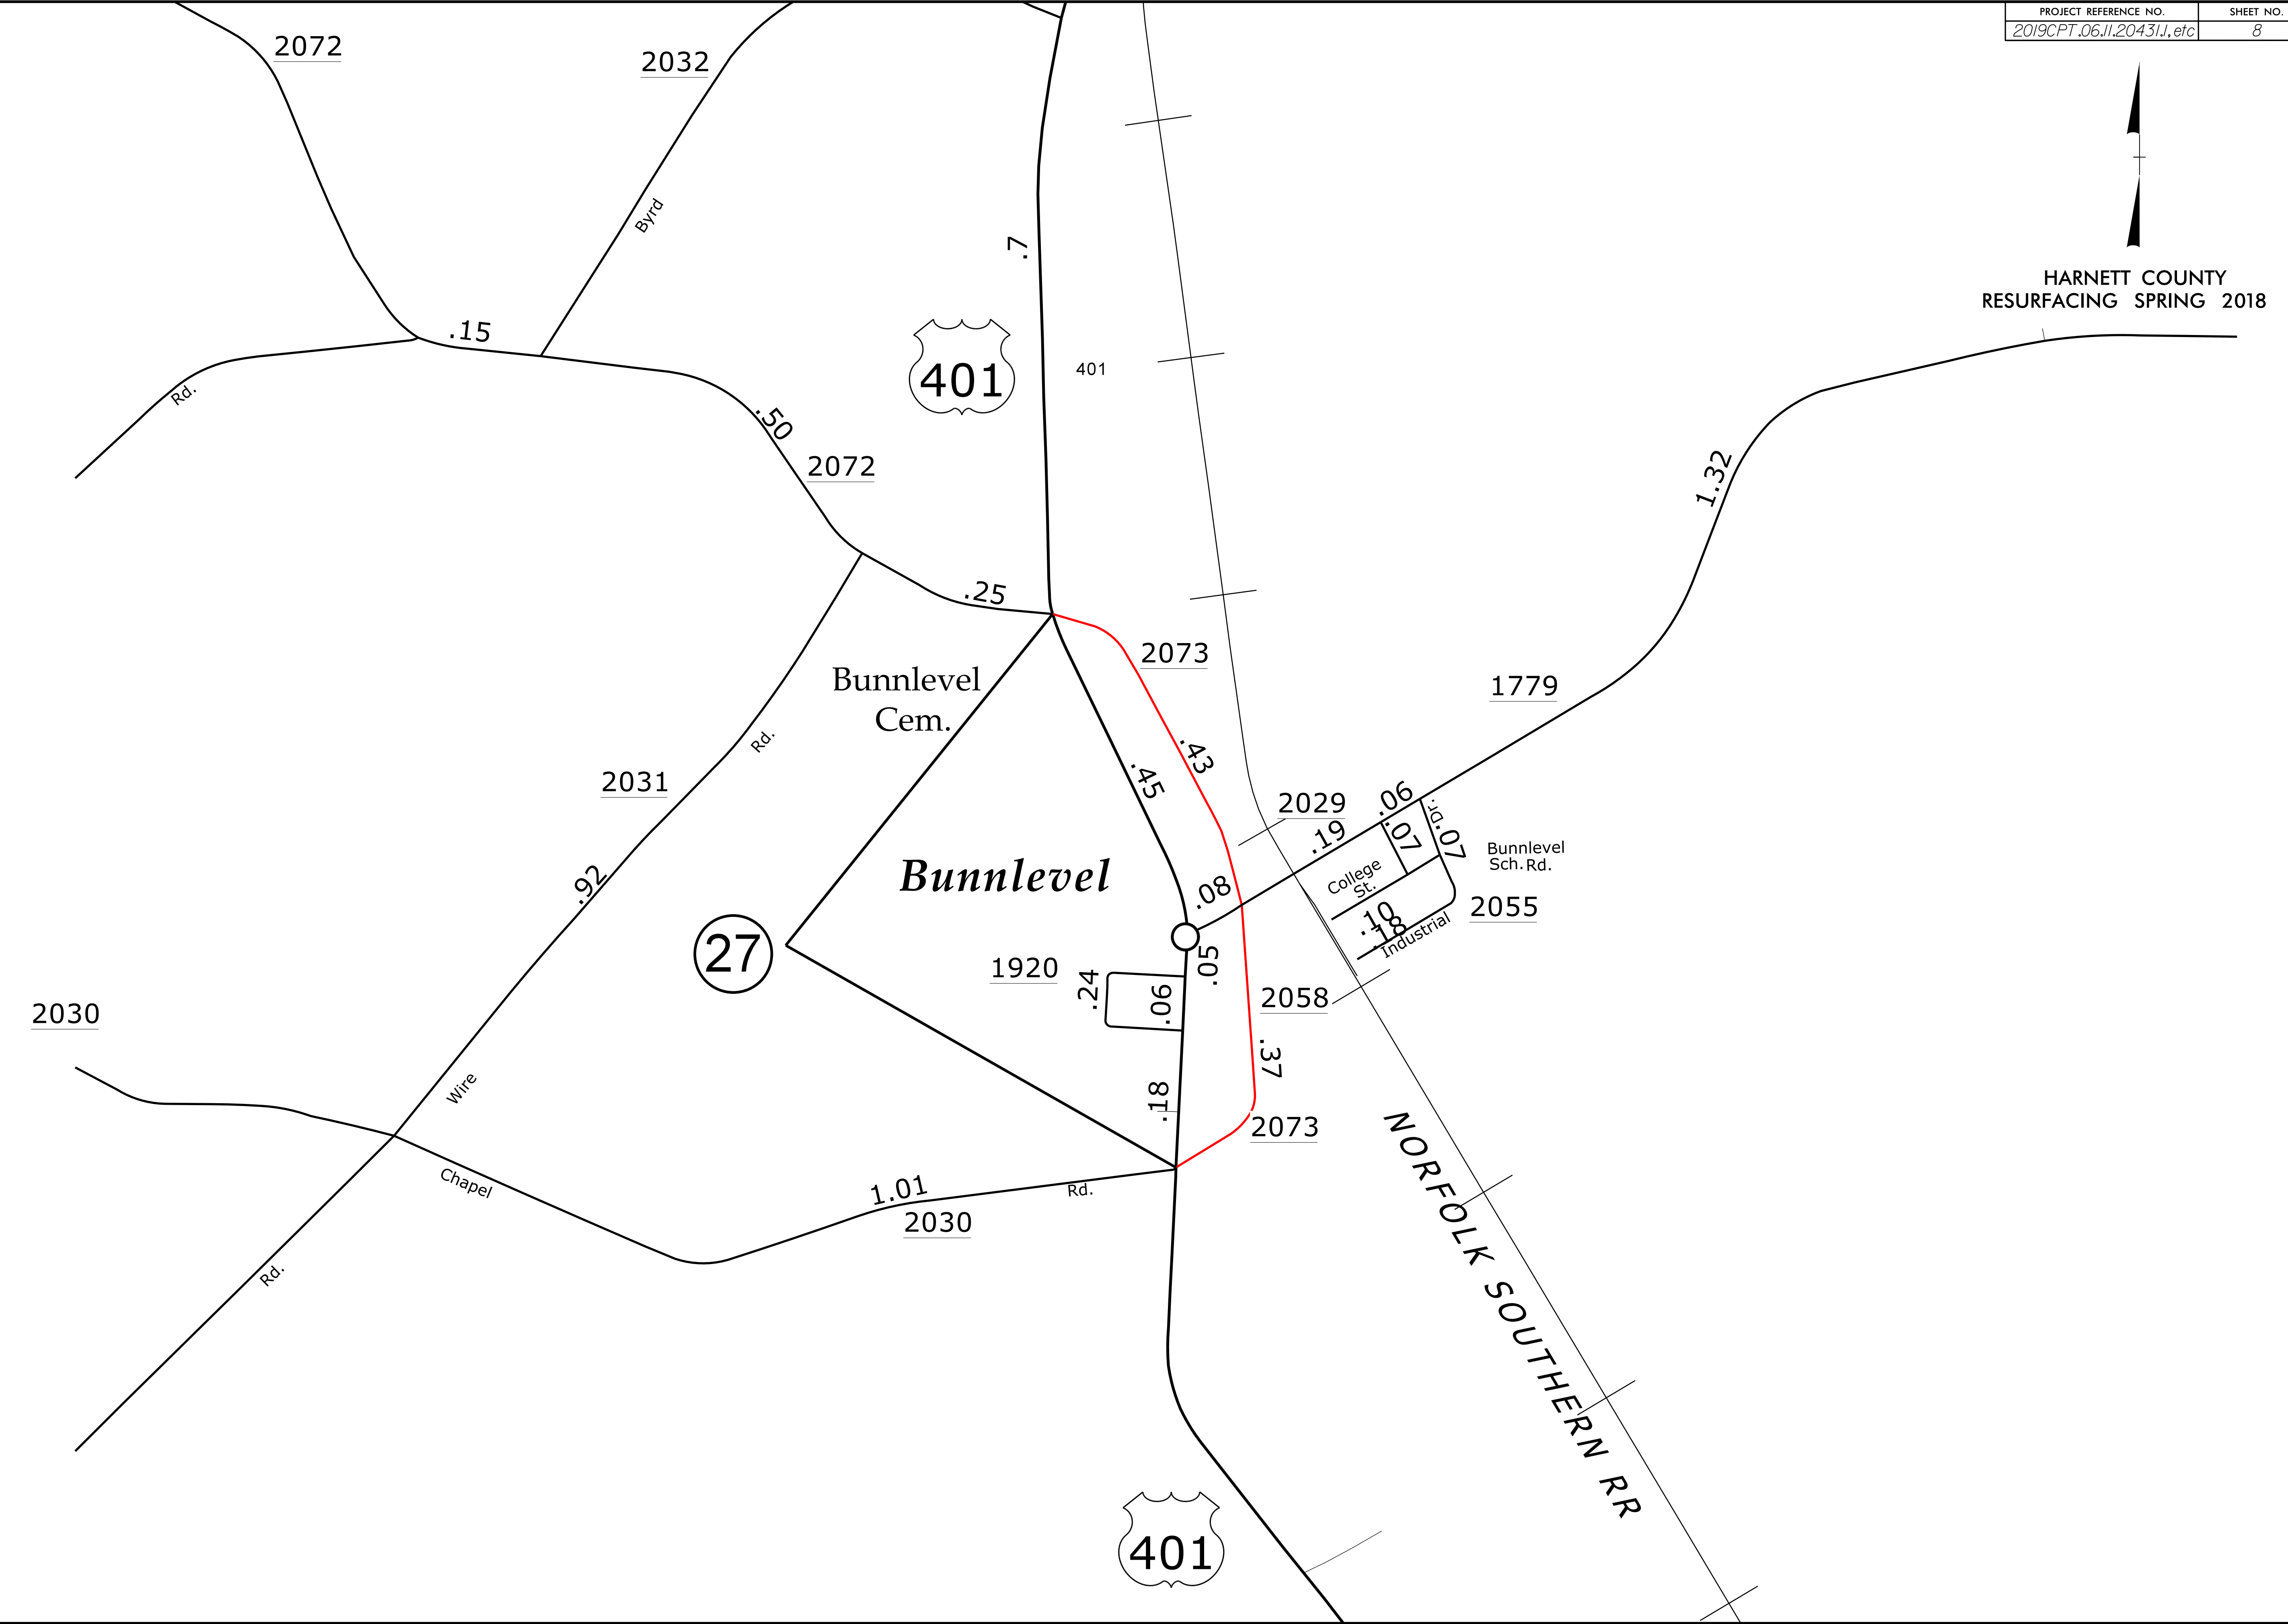 PROJECT REFERENCE NO.
SHEET NO.
2019CPT.06.11.20431.1, etc
8
HARNETT COUNTY
RESURFACING SPRING 2018
2072
2032
Byrd
.7
.15
Rd.
401
401
.50
2072
.25
1.32
2073
Bunnlevel
Cem.
1779
.43
.45
Rd.
2031
2029
.06
.19
.07
Dr.
.07
Bunnlevel
Sch. Rd.
Bunnlevel
.92
.08
College
St.
2055
.10
.18
Industrial
27
1920
.05
.24
.06
2058
2030
.37
Wire
.18
2073
NORFOLK SOUTHERN RR
Chapel
1.01
Rd.
2030
Rd.
401